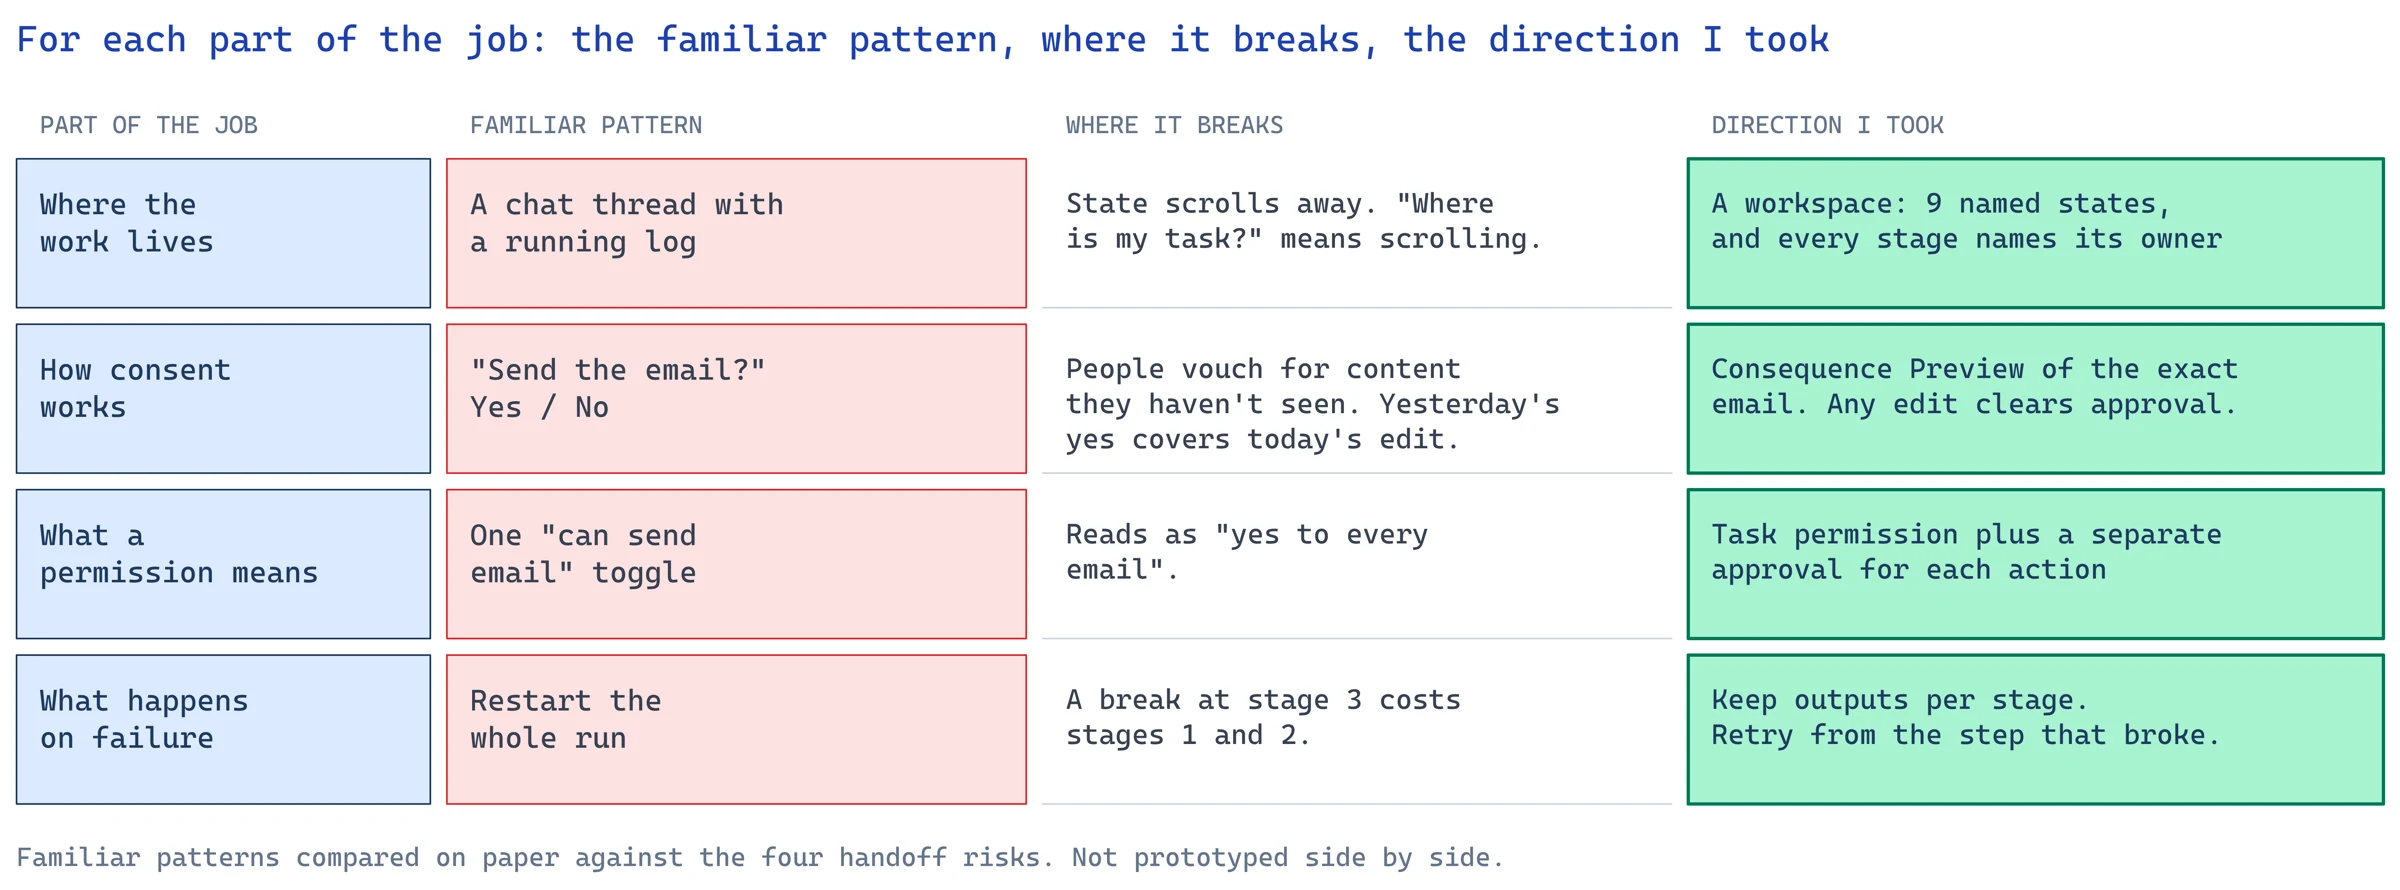 For each part of the job: the familiar pattern, where it breaks, the direction I took
PART OF THE JOB
FAMILIAR PATTERN
WHERE IT BREAKS
DIRECTION I TOOK
Where the
work lives
A chat thread with
a running log
State scrolls away. "Where
is my task?" means scrolling.
A workspace: 9 named states,
and every stage names its owner
How consent
works
"Send the email?"
Yes / No
People vouch for content
they haven't seen. Yesterday's
yes covers today's edit.
Consequence Preview of the exact
email. Any edit clears approval.
What a
permission means
One "can send
email" toggle
Reads as "yes to every
email".
Task permission plus a separate
approval for each action
What happens
on failure
Restart the
whole run
A break at stage 3 costs
stages 1 and 2.
Keep outputs per stage.
Retry from the step that broke.
Familiar patterns compared on paper against the four handoff risks. Not prototyped side by side.